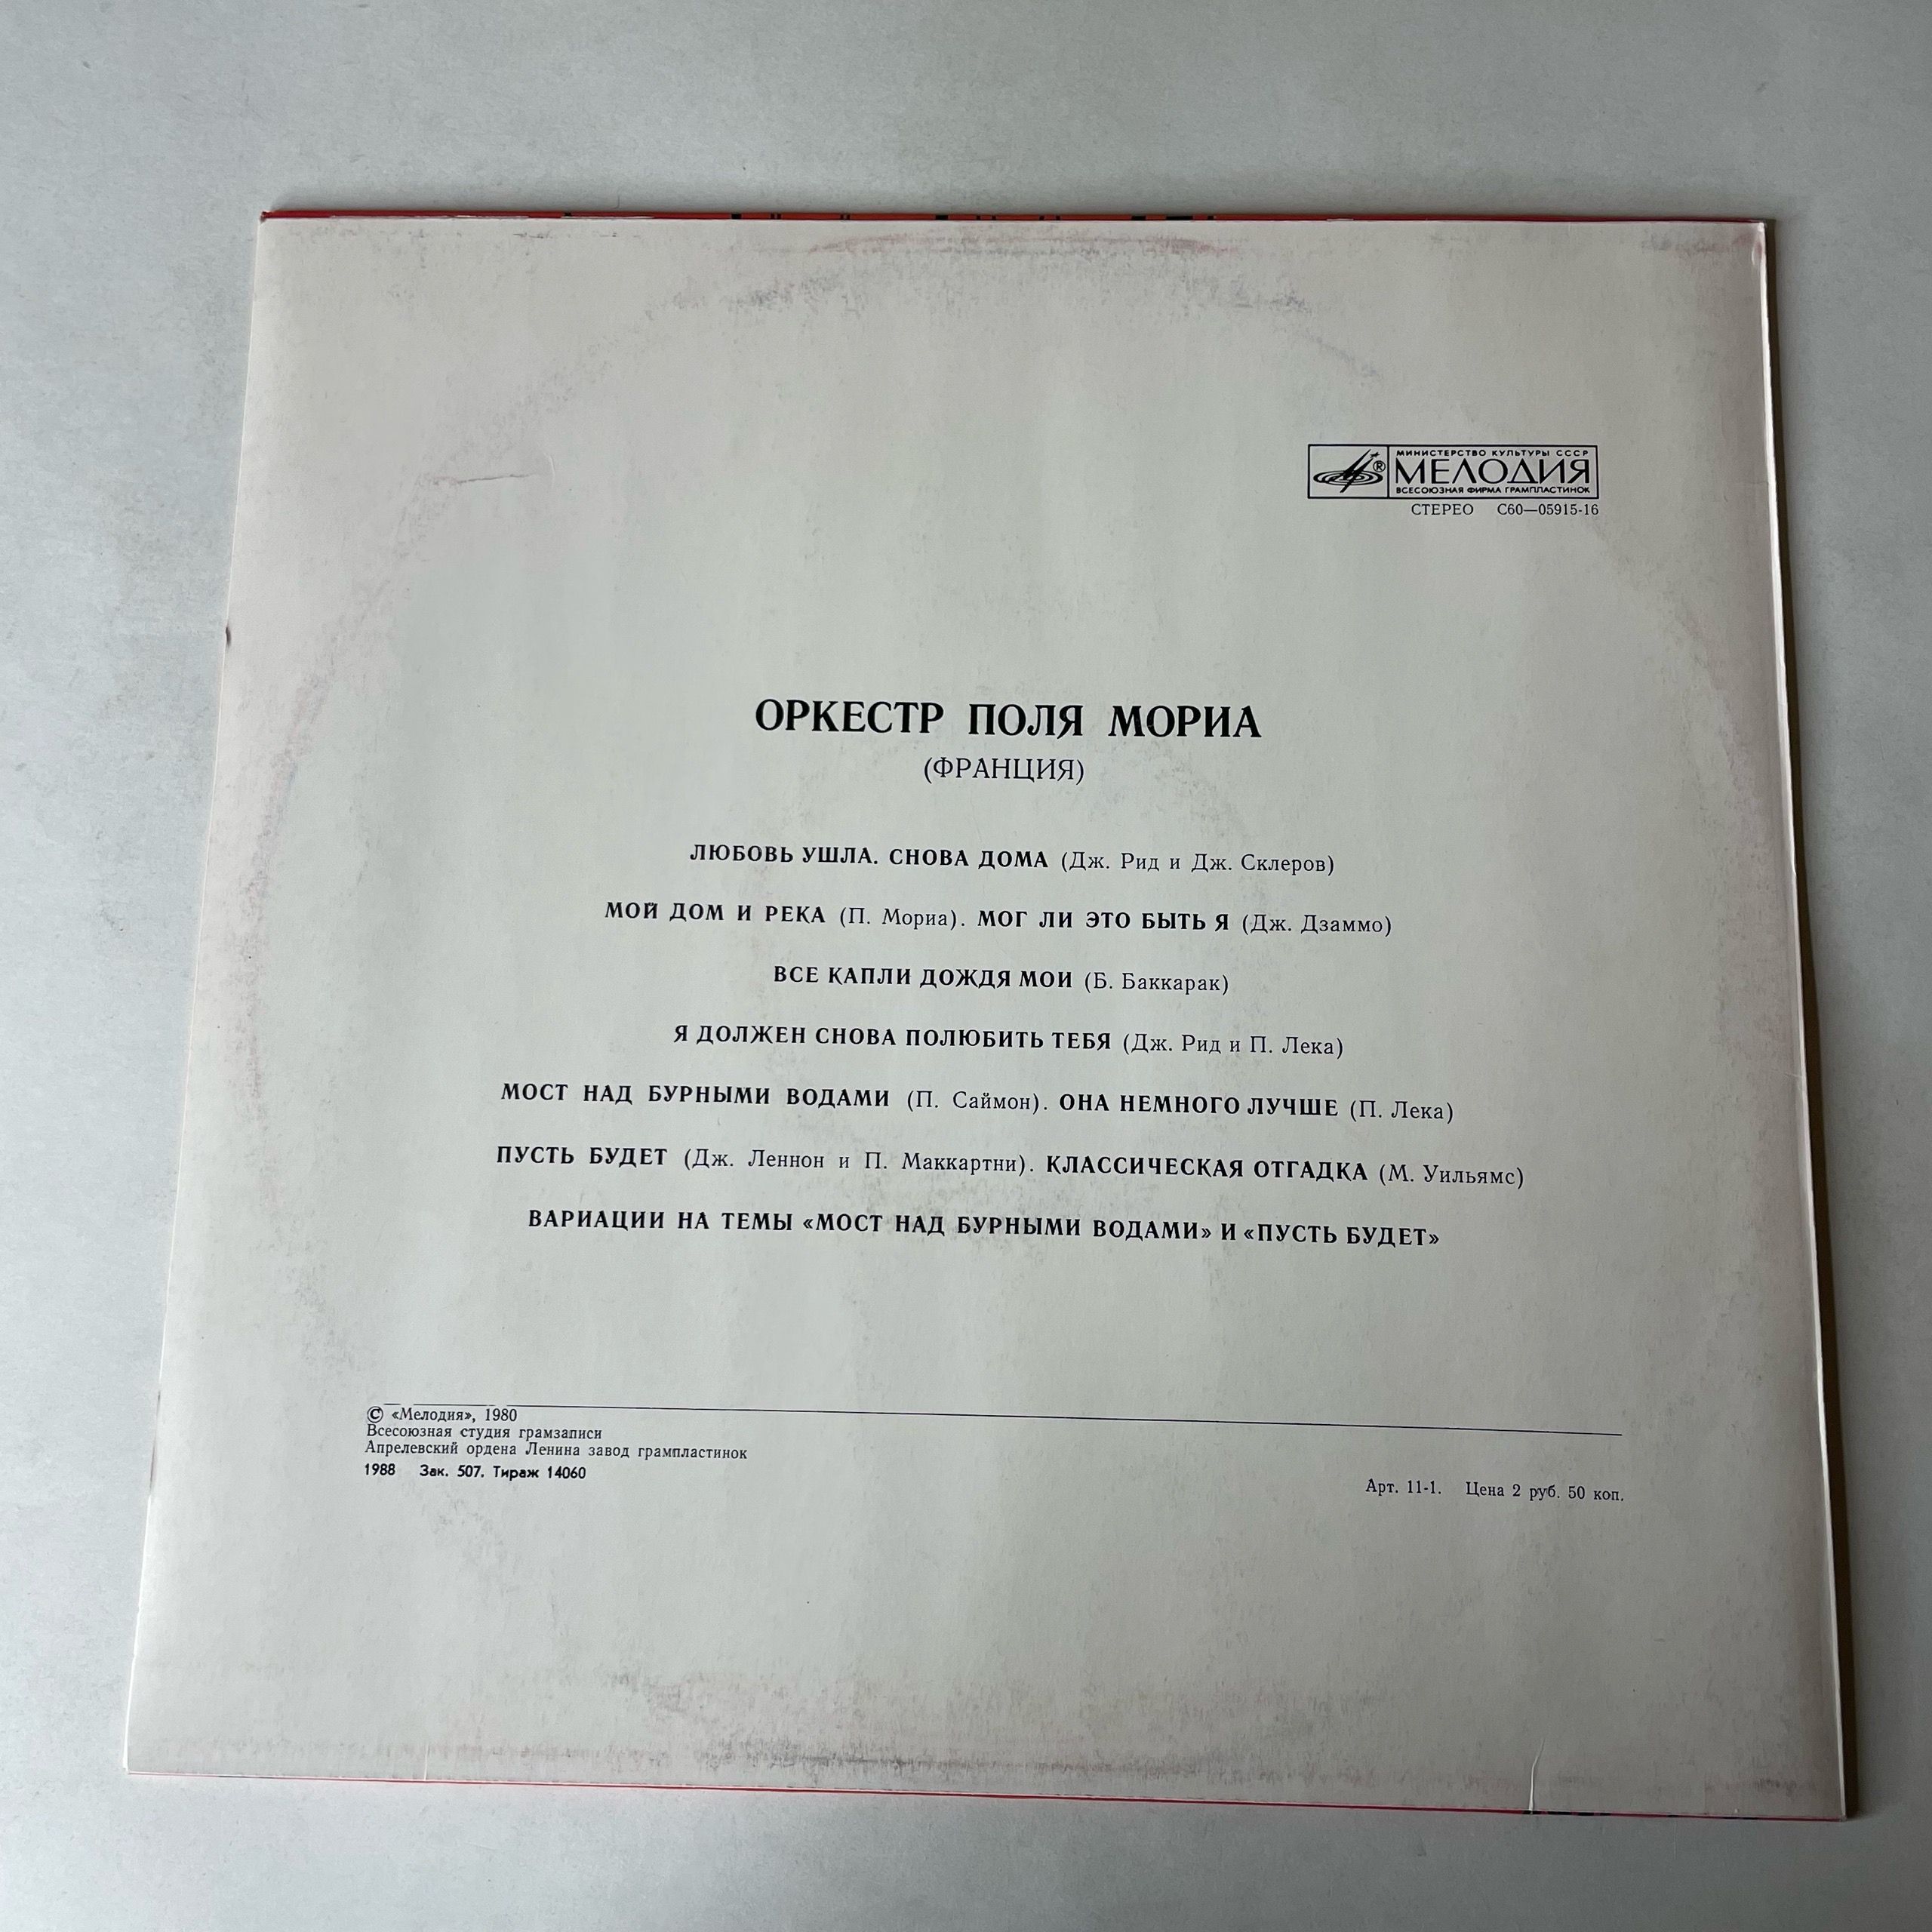 МИНИСТЕРСТВО КУЛЬТУРЫ СССР
® МЕЛОДИЯ
ВСЕСОЮЗНАЯ ФИРМА ГРАМПЛАСТИНОК
СТЕРЕО С60—05915-16
ОРКЕСТР ПОЛЯ МОРИА
(ФРАНЦИЯ)
ЛЮБОВЬ УШЛА. СНОВА ДОМА (Дж. Рид и Дж. Склеров)
МОЙ ДОМ И РЕКА (П. Мориа). МОГ ЛИ ЭТО БЫТЬ Я (Дж. Дзаммо)
ВСЕ КАПЛИ ДОЖДЯ МОИ (Б. Баккарак)
Я ДОЛЖЕН СНОВА ПОЛЮБИТЬ ТЕБЯ (Дж. Рид и П. Лека)
МОСТ НАД БУРНЫМИ ВОДАМИ (П. Саймон). ОНА НЕМНОГО ЛУЧШЕ (П. Лека)
ПУСТЬ БУДЕТ (Дж. Леннон и П. Маккартни). КЛАССИЧЕСКАЯ ОТГАДКА (М. Уильямс)
ВАРИАЦИИ НА ТЕМЫ «МОСТ НАД БУРНЫМИ ВОДАМИ» И «ПУСТЬ БУДЕТ»
© «Мелодия», 1980
Всесоюзная студия грамзаписи
Апрелевский ордена Ленина завод грампластинок
1988 Зак. 507. Тираж 14060
Арт. 11-1. Цена 2 руб. 50 коп.